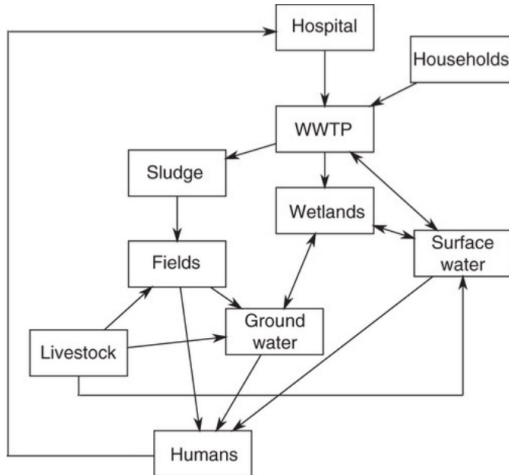 Hospital
Households
WWTP
Sludge
Wetlands
Surface
water
Fields
Ground
water
Livestock
Humans